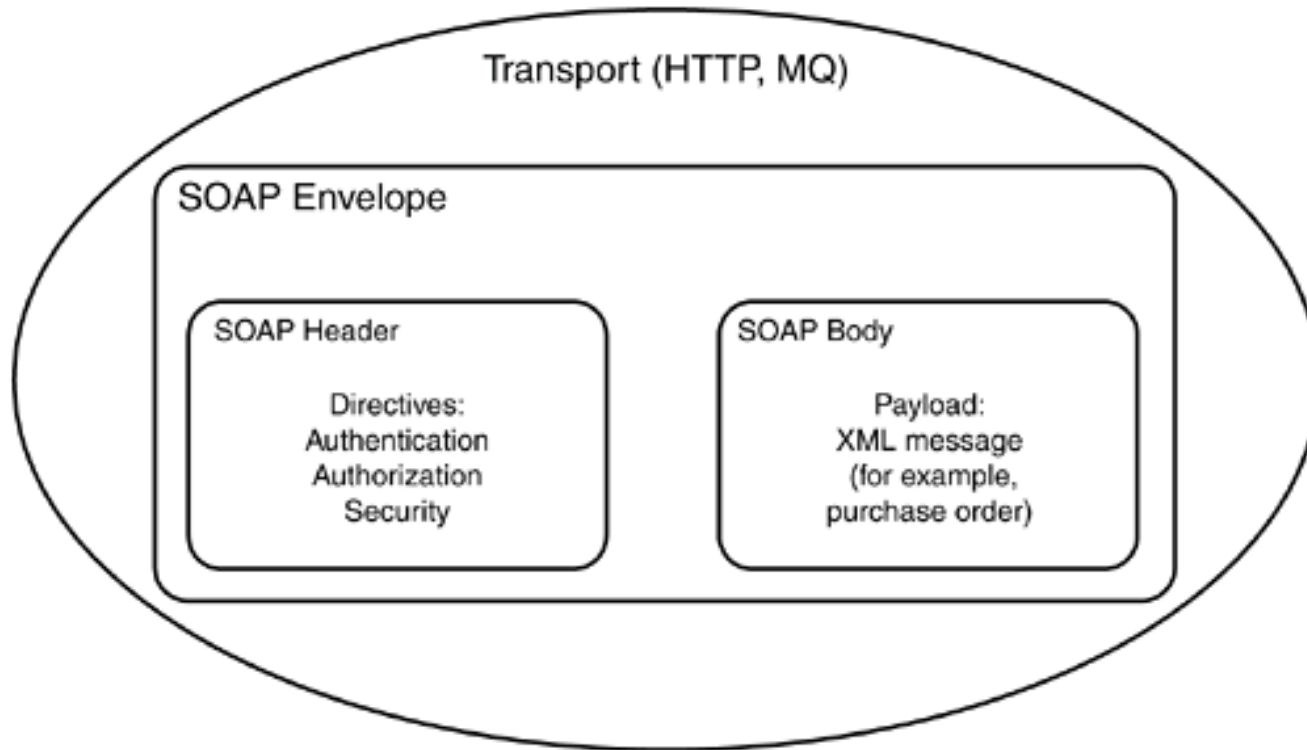 Transport (HTTP, MQ)
SOAP Envelope
SOAP Header
Directives:
Authentication
Authorization
Security
SOAP Body
Payload:
XML message
(for example,
purchase order)